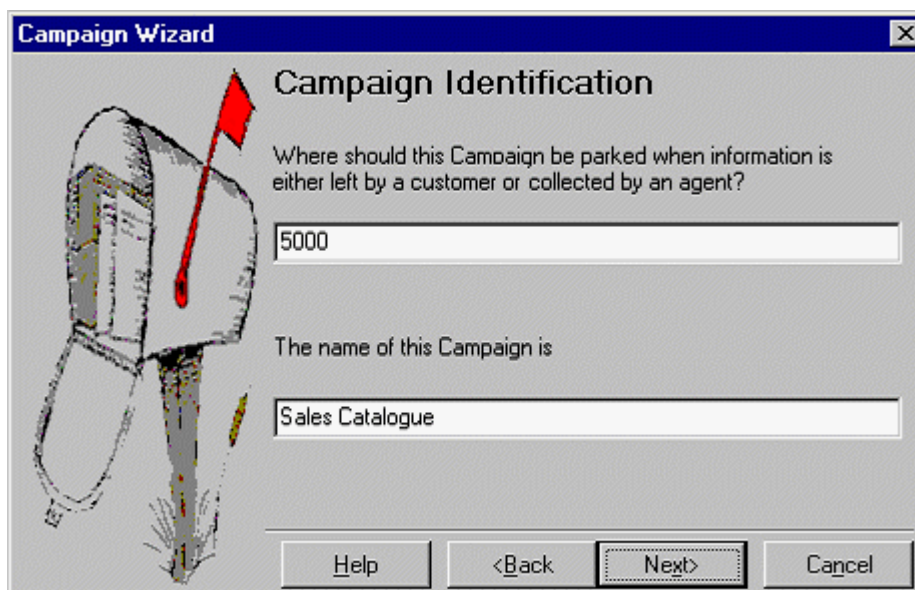 Campaign Wizard
Campaign Identification
Where should this Campaign be parked when information is
either left by a customer or collected by an agent?
5000
The name of this Campaign is
Sales Catalogue
Help
<Back
Next>
Cancel